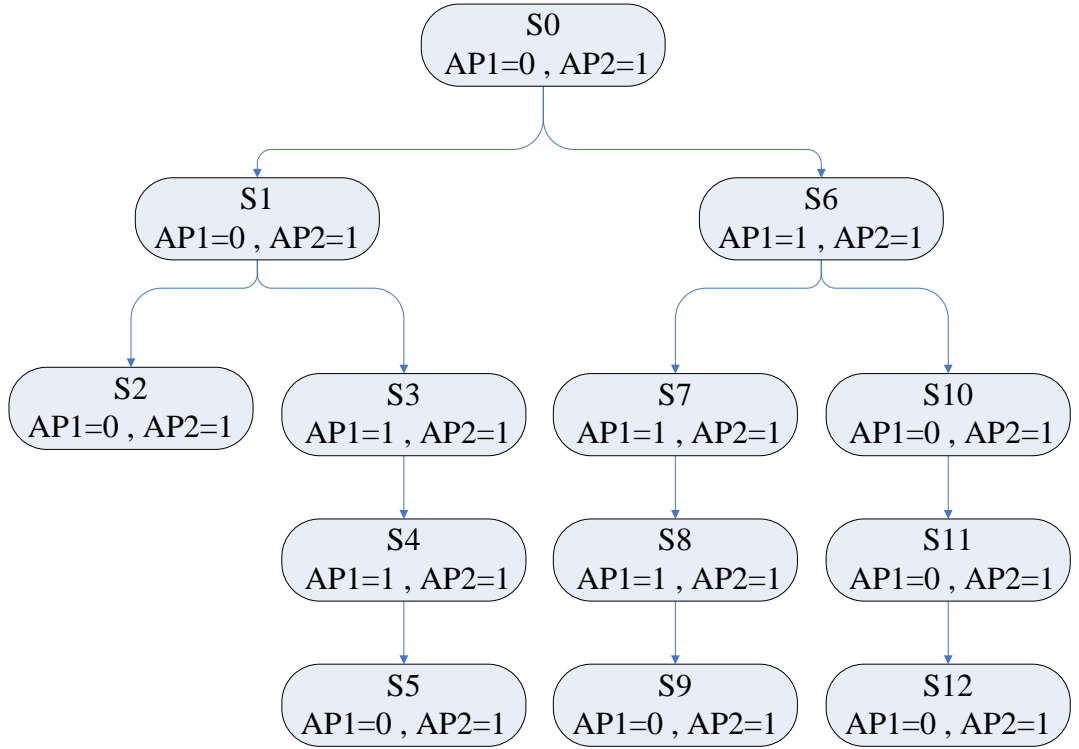 S0
AP1=0 , AP2=1
S1
AP1=0 , AP2=1
S6
AP1=1 , AP2=1
S2
AP1=0 , AP2=1
S3
AP1=1 , AP2=1
S7
AP1=1 , AP2=1
S10
AP1=0 , AP2=1
S4
AP1=1 , AP2=1
S8
AP1=1 , AP2=1
S11
AP1=0 , AP2=1
S5
AP1=0 , AP2=1
S9
AP1=0 , AP2=1
S12
AP1=0 , AP2=1